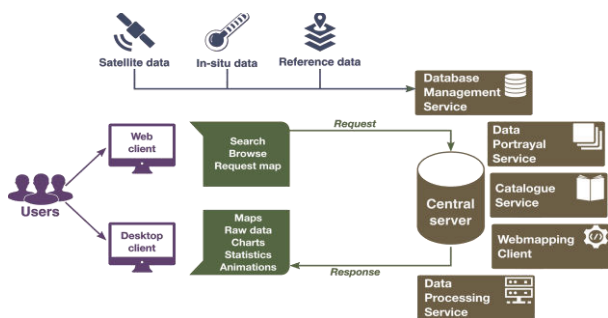 Satellite data
In-situ data
Reference data
Database
Management
Service
Web
client
Search
Browse
Request map
Request
Data
Portrayal
Service
Users
Central
server
Catalogue
Service
Desktop
client
Maps
Raw data
Charts
Statistics
Animations
Response
Webmapping
Client
Data
Processing
Service